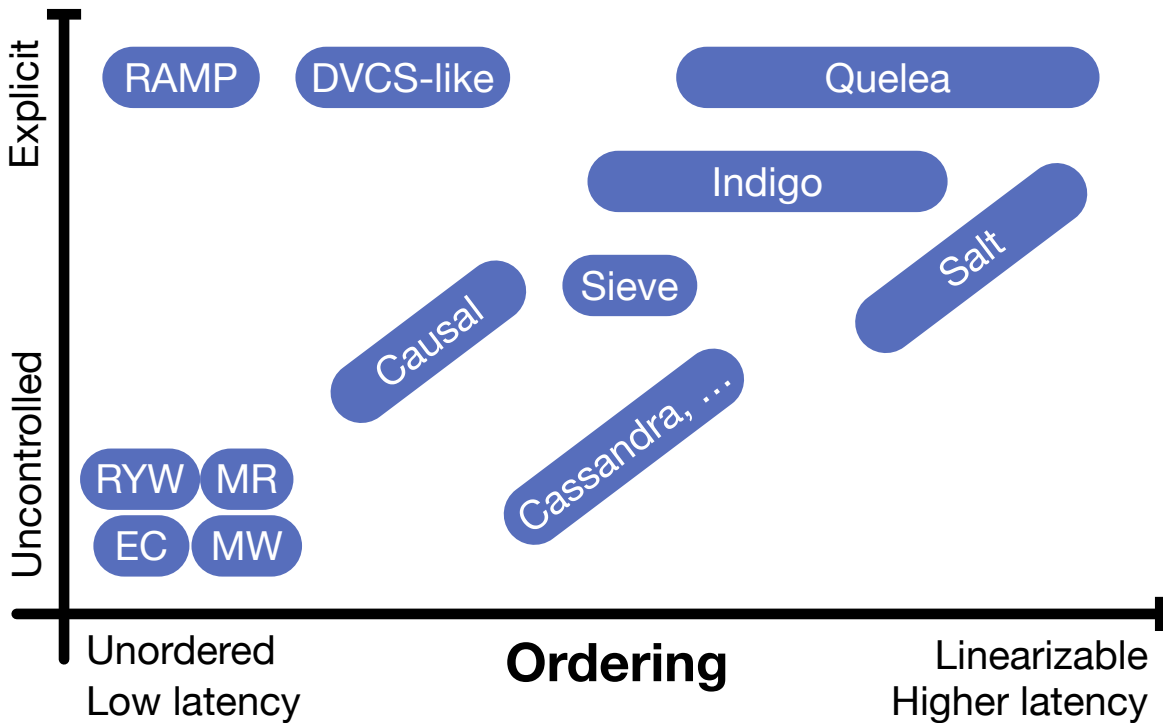 Explicit
RAMP
DVCS-like
Quelea
Indigo
Salt
Sieve
Causal
Cassandra, ...
Uncontrolled
RYW
MR
EC
MW
Unordered
Low latency
Ordering
Linearizable
Higher latency